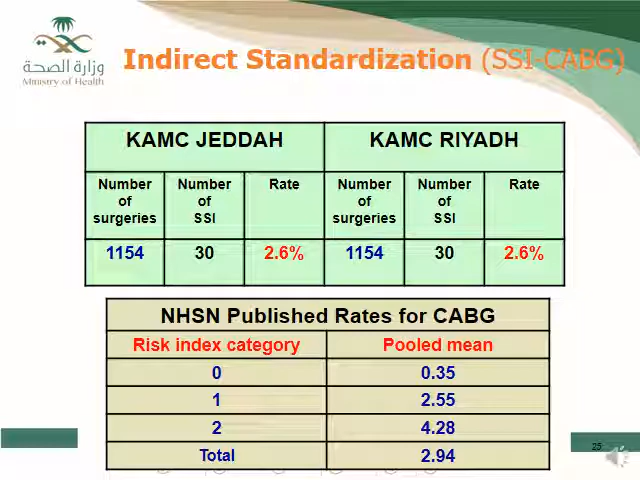 وزارة الصحة
Ministry of Health
Indirect Standardization (SSI-CABG)
KAMC JEDDAH KAMC RIYADH
Number of surgeries Number of SSI Rate Number of surgeries Number of SSI Rate
1154 30 2.6% 1154 30 2.6%
NHSN Published Rates for CABG
Risk index category Pooled mean
0 0.35
1 2.55
2 4.28
Total 2.94
25